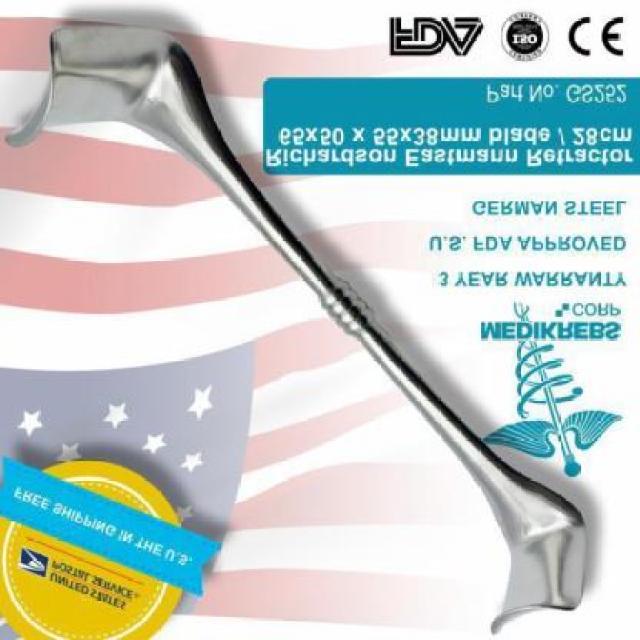 UNITED STATES
POSTAL SERVICE®
FREE SHIPPING IN THE U.S.
MEDIKREBS
CORP
3 YEAR WARRANTY
U.S. FDA APPROVED
GERMAN STEEL
Richardson Eastmann Retractor
65x50 x 55x38mm blade / 28cm
Part No. GS252
FDA ISO CE